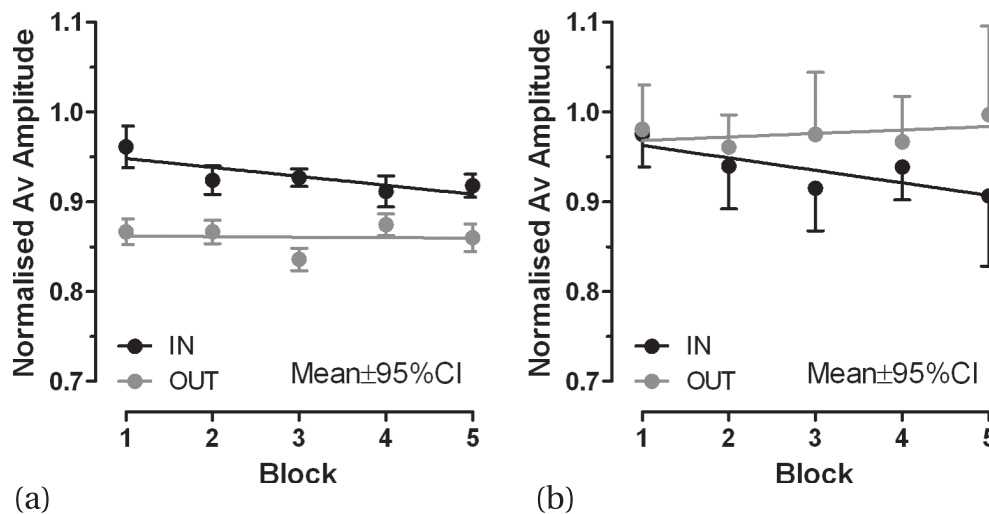 Normalised Av Amplitude
1.1
1.0
0.9
0.8
0.7
IN
OUT
Mean±95%CI
1 2 3 4 5
Block
(a)
Normalised Av Amplitude
1.1
1.0
0.9
0.8
0.7
IN
OUT
Mean±95%CI
1 2 3 4 5
Block
(b)